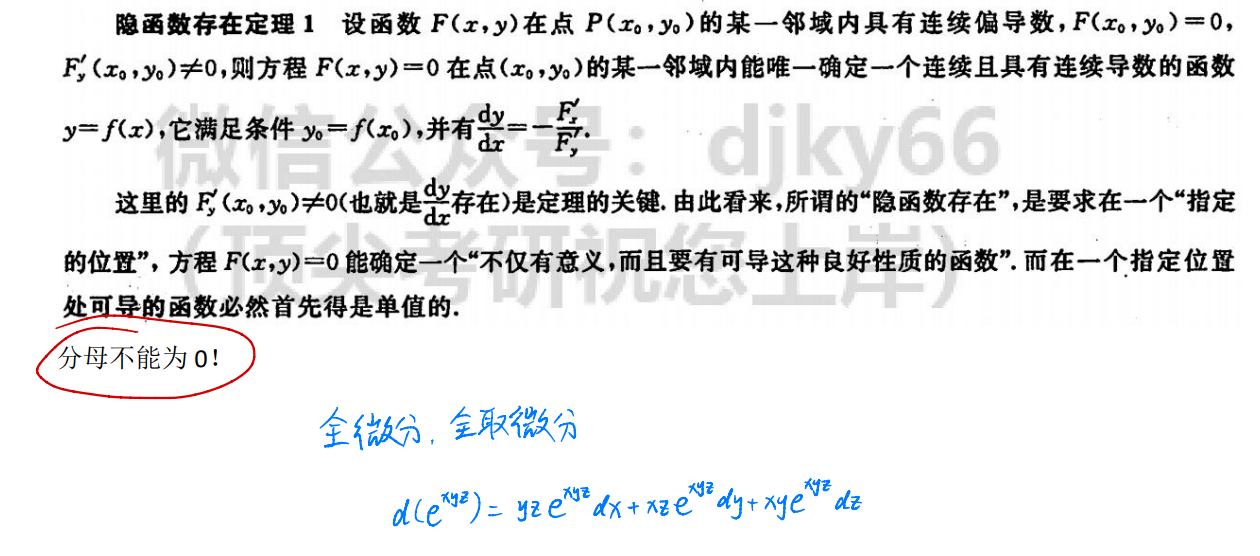 隐函数存在定理 1 设函数 F(x,y)在点 P(x₀,y₀)的某一邻域内具有连续偏导数,F(x₀,y₀)=0,
F′y(x₀,y₀)≠0,则方程 F(x,y)=0 在点(x₀,y₀)的某一邻域内能唯一确定一个连续且具有连续导数的函数
y=f(x),它满足条件 y₀=f(x₀),并有dy/dx=-F′x/F′y.
微信公众号：djky66
这里的 F′y(x₀,y₀)≠0(也就是dy/dx存在)是定理的关键.由此看来,所谓的“隐函数存在”,是要求在一个“指定
的位置”,方程 F(x,y)=0 能确定一个“不仅有意义,而且要有可导这种良好性质的函数”.而在一个指定位置
（顶尖考研祝您上岸）
处可导的函数必然首先得是单值的.
分母不能为 0！
全微分,全取微分
d(e^xyz)=yze^xyz dx+xze^xyz dy+xye^xyz dz